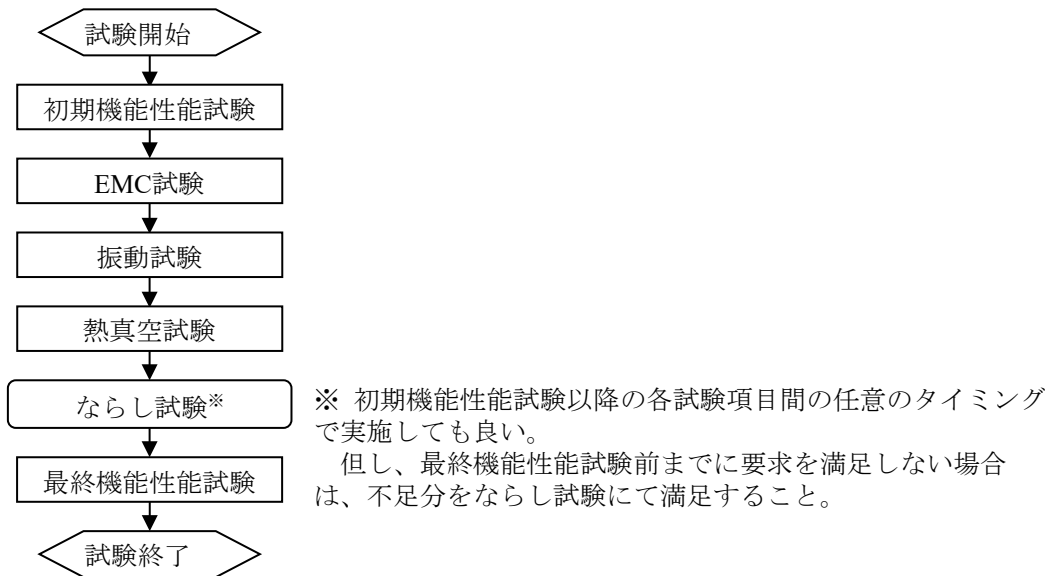 試験開始
初期機能性能試験
EMC試験
振動試験
熱真空試験
ならし試験※
※ 初期機能性能試験以降の各試験項目間の任意のタイミング
で実施しても良い。
　但し、最終機能性能試験前までに要求を満足しない場合
は、不足分をならし試験にて満足すること。
最終機能性能試験
試験終了